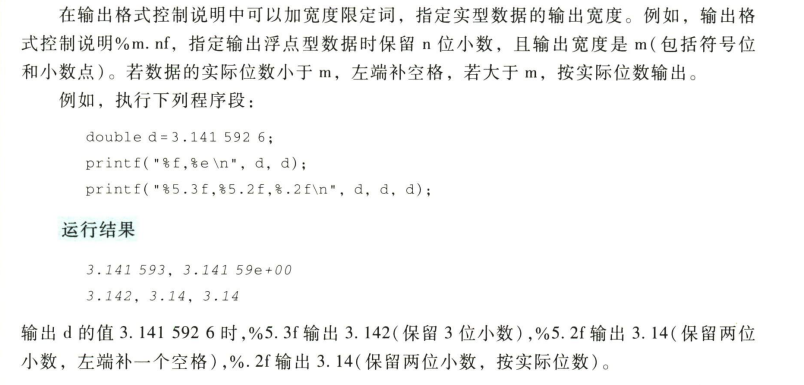 在输出格式控制说明中可以加宽度限定词，指定实型数据的输出宽度。例如，输出格
式控制说明%m. nf，指定输出浮点型数据时保留 n 位小数，且输出宽度是 m(包括符号位
和小数点)。若数据的实际位数小于 m，左端补空格，若大于 m，按实际位数输出。
例如，执行下列程序段：
double d=3.141 592 6;
printf("%f,%e\n", d, d);
printf("%5.3f,%5.2f,%.2f\n", d, d, d);
运行结果
3.141 593, 3.141 59e+00
3.142, 3.14, 3.14
输出 d 的值 3. 141 592 6 时,%5. 3f 输出 3. 142(保留 3 位小数),%5. 2f 输出 3. 14(保留两位
小数，左端补一个空格),%. 2f 输出 3. 14(保留两位小数，按实际位数)。